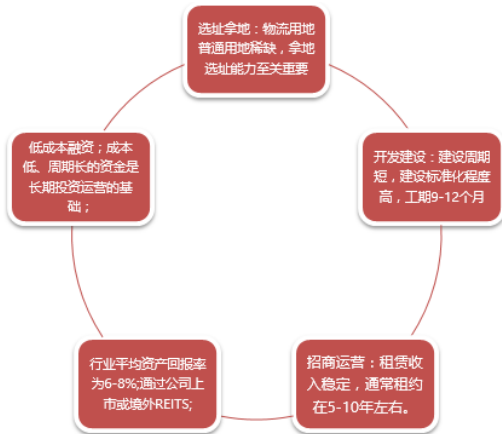 选址拿地：物流用地
普通用地稀缺，拿地
选址能力至关重要
开发建设：建设周期
短，建设标准化程度
高，工期9-12个月
招商运营：租赁收
入稳定，通常租约
在5-10年左右。
行业平均资产回报率
为6-8%;通过公司上
市或境外REITS;
低成本融资；成本
低、周期长的资金是
长期投资运营的基
础；